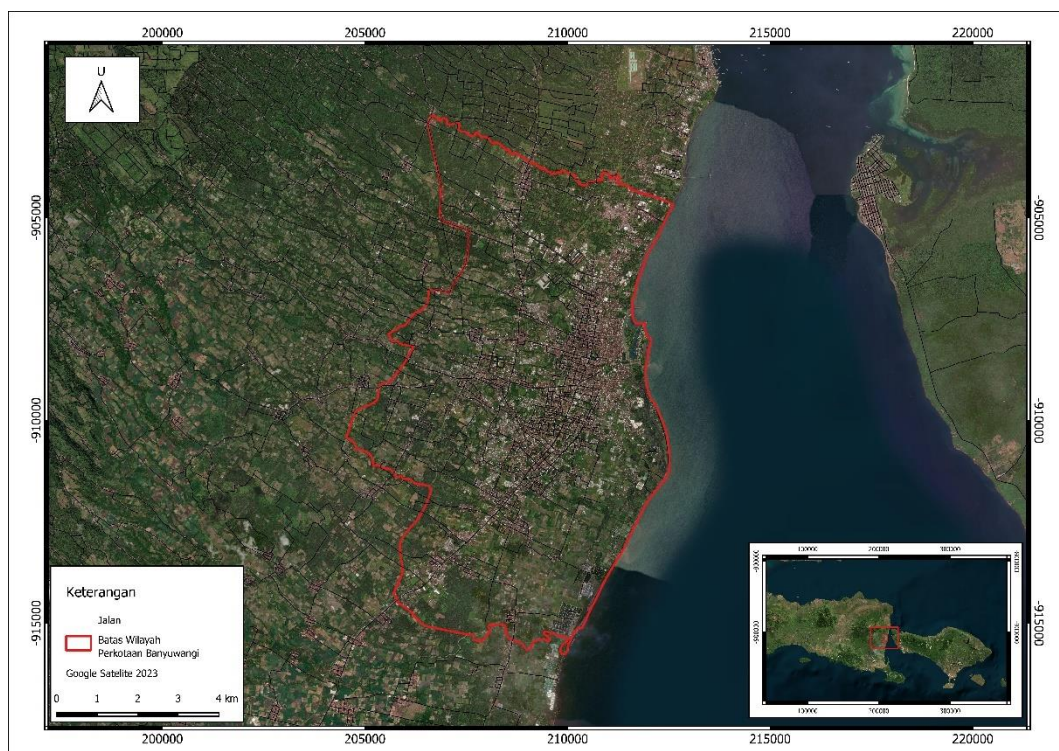 200000 205000 210000 215000 220000
U
-905000 -905000
-910000 -910000
-915000 -915000
Keterangan
Jalan
Batas Wilayah
Perkotaan Banyuwangi
Google Satelite 2023
0 1 2 3 4 km
200000 205000 210000 215000 220000